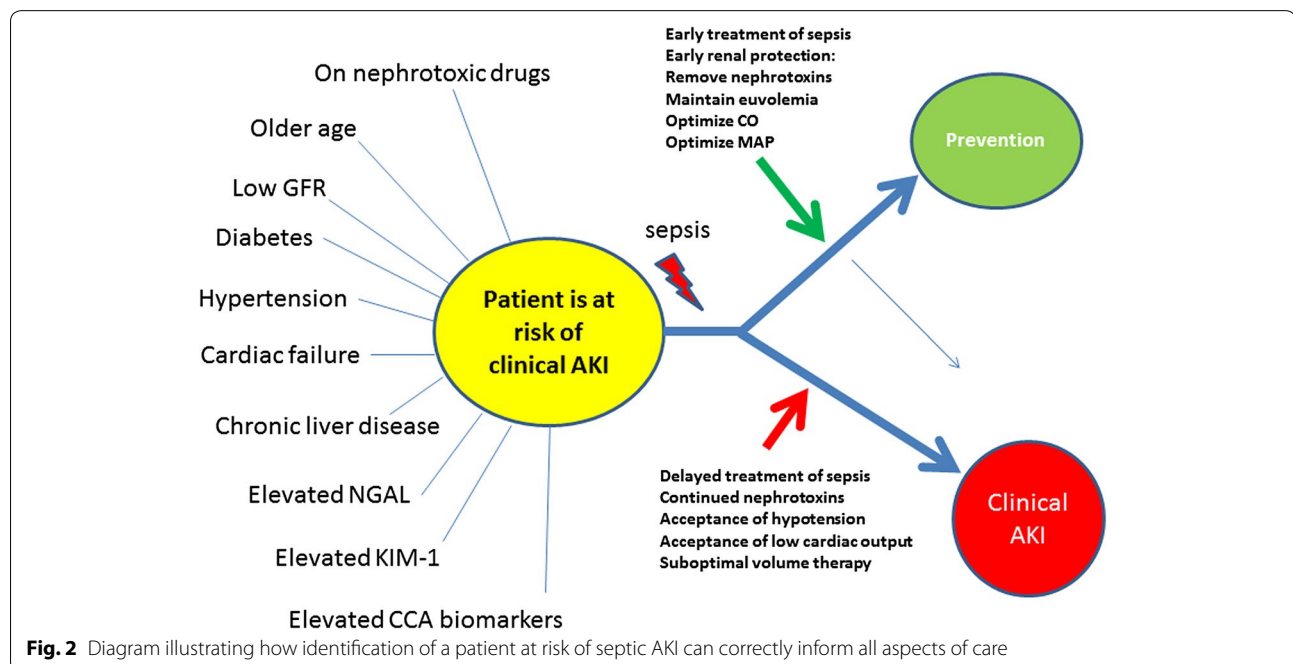 On nephrotoxic drugs
Older age
Low GFR
Diabetes
Hypertension
Cardiac failure
Chronic liver disease
Elevated NGAL
Elevated KIM-1
Elevated CCA biomarkers
Patient is at
risk of
clinical AKI
sepsis
Early treatment of sepsis
Early renal protection:
Remove nephrotoxins
Maintain euvolemia
Optimize CO
Optimize MAP
Prevention
Delayed treatment of sepsis
Continued nephrotoxins
Acceptance of hypotension
Acceptance of low cardiac output
Suboptimal volume therapy
Clinical
AKI
Fig. 2 Diagram illustrating how identification of a patient at risk of septic AKI can correctly inform all aspects of care